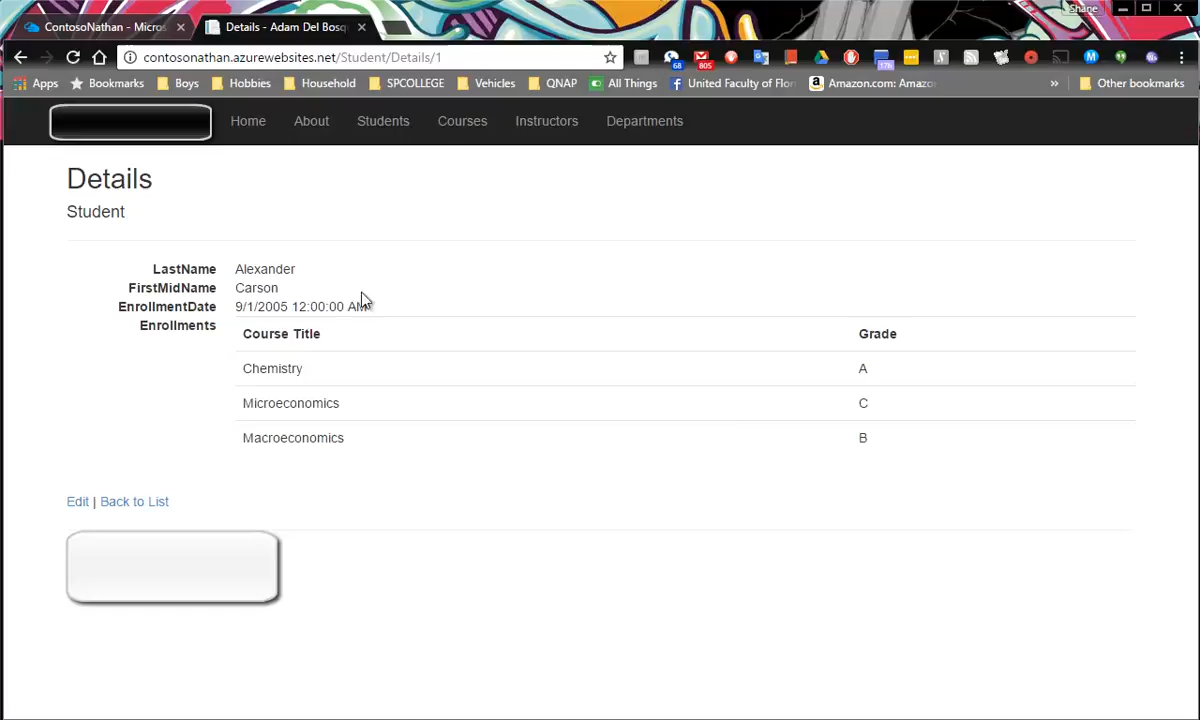 Shane
ContosoNathan - Micros
Details - Adam Del Bosq
contosonathan.azurewebsites.net/Student/Details/1
68
805
17k
Apps Bookmarks Boys Hobbies Household SPCOLLEGE Vehicles QNAP All Things United Faculty of Flor Amazon.com: Amazo » Other bookmarks
Home About Students Courses Instructors Departments
Details
Student
LastName Alexander
FirstMidName Carson
EnrollmentDate 9/1/2005 12:00:00 AM
Enrollments
Course Title Grade
Chemistry A
Microeconomics C
Macroeconomics B
Edit | Back to List